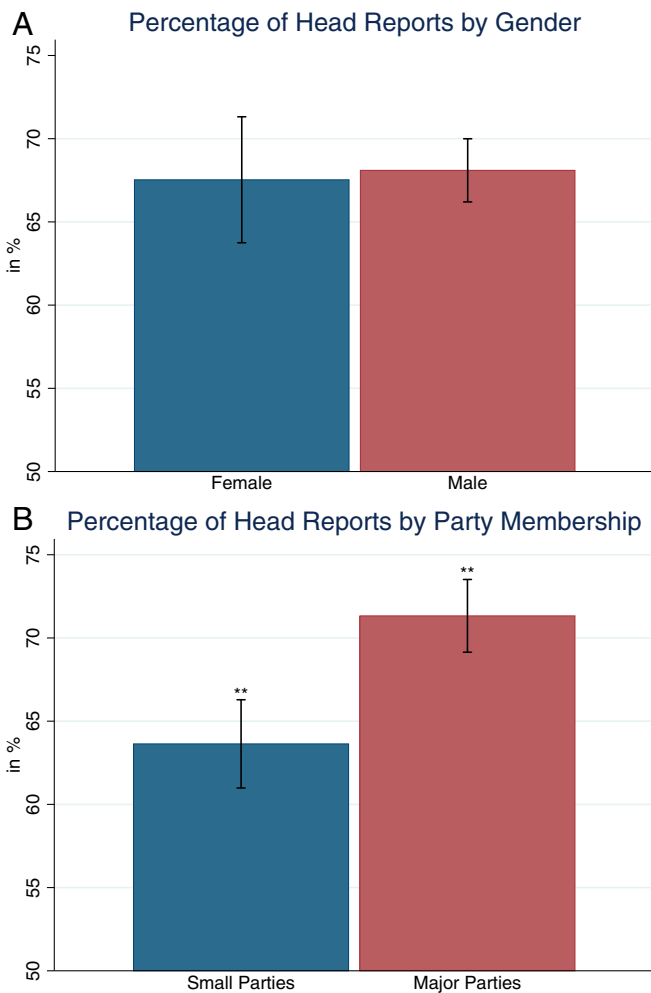 A
Percentage of Head Reports by Gender
75
70
65
60
55
50
in %
Female
Male
B
Percentage of Head Reports by Party Membership
75
70
65
60
55
50
in %
**
**
Small Parties
Major Parties